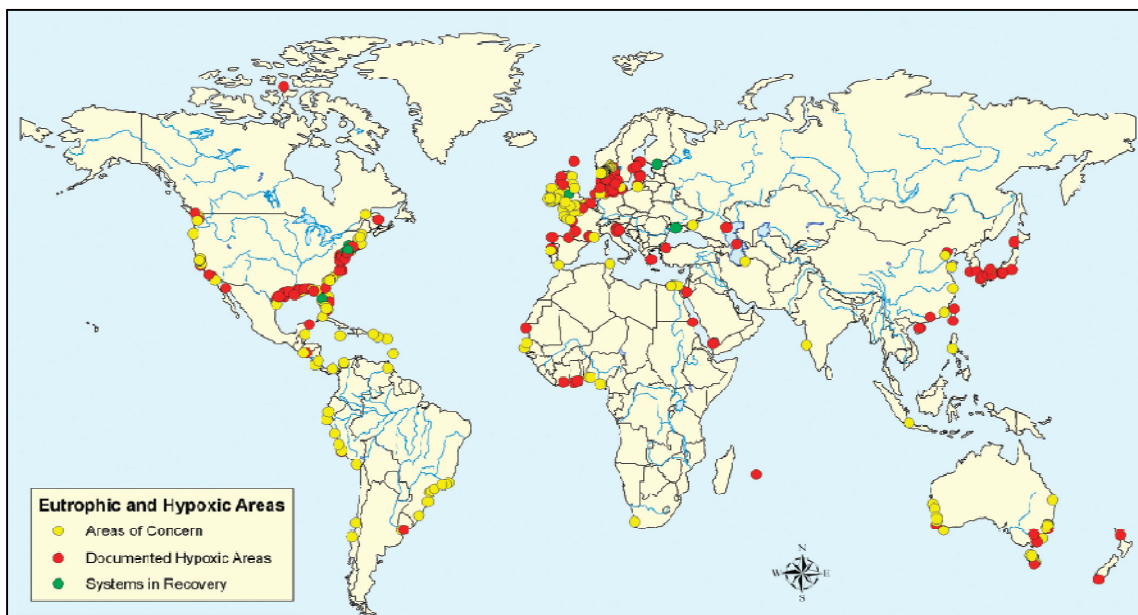 Eutrophic and Hypoxic Areas
Areas of Concern
Documented Hypoxic Areas
Systems in Recovery
N
W E
S